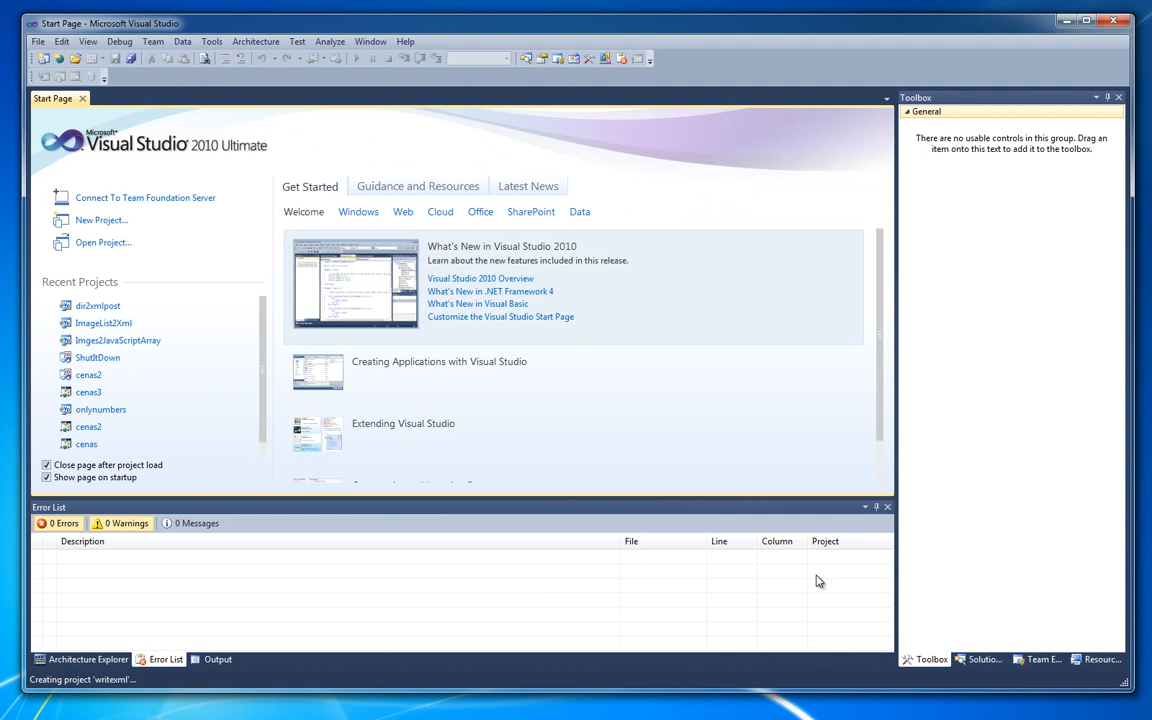 Start Page - Microsoft Visual Studio
File Edit View Debug Team Data Tools Architecture Test Analyze Window Help
Start Page
Toolbox
General
There are no usable controls in this group. Drag an item onto this text to add it to the toolbox.
Microsoft®
Visual Studio® 2010 Ultimate
Connect To Team Foundation Server
New Project...
Open Project...
Recent Projects
dir2xmlpost
ImageList2Xml
Imges2JavaScriptArray
ShutItDown
cenas2
cenas3
onlynumbers
cenas2
cenas
Close page after project load
Show page on startup
Get Started Guidance and Resources Latest News
Welcome Windows Web Cloud Office SharePoint Data
What's New in Visual Studio 2010
Learn about the new features included in this release.
Visual Studio 2010 Overview
What's New in .NET Framework 4
What's New in Visual Basic
Customize the Visual Studio Start Page
Creating Applications with Visual Studio
Extending Visual Studio
Error List
0 Errors 0 Warnings 0 Messages
Description File Line Column Project
Architecture Explorer Error List Output
Toolbox Solutio... Team E... Resourc...
Creating project 'writexml'...